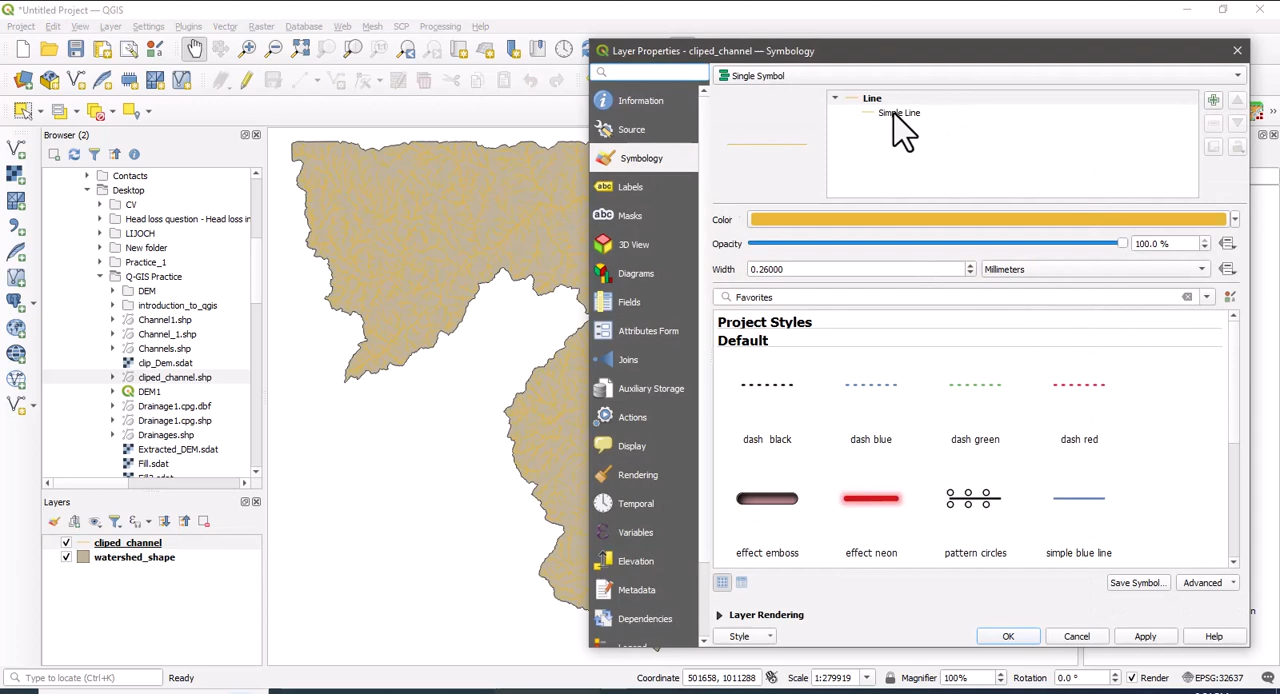 *Untitled Project — QGIS
Project Edit View Layer Settings Plugins Vector Raster Database Web Mesh SCP Processing Help
Browser (2)
Contacts
Desktop
CV
Head loss question - Head loss in
LIJOCH
New folder
Practice_1
Q-GIS Practice
DEM
introduction_to_qgis
Channel1.shp
Channel_1.shp
Channels.shp
clip_Dem.sdat
cliped_channel.shp
DEM1
Drainage1.cpg.dbf
Drainage1.cpg.shp
Drainages.shp
Extracted_DEM.sdat
Fill.sdat
Layers
cliped_channel
watershed_shape
Layer Properties - cliped_channel — Symbology
Information
Source
Symbology
Labels
Masks
3D View
Diagrams
Fields
Attributes Form
Joins
Auxiliary Storage
Actions
Display
Rendering
Temporal
Variables
Elevation
Metadata
Dependencies
Single Symbol
Line
Simple Line
Color
Opacity 100.0 %
Width 0.26000 Millimeters
Favorites
Project Styles
Default
dash black dash blue dash green dash red
effect emboss effect neon pattern circles simple blue line
Save Symbol... Advanced
Layer Rendering
Style OK Cancel Apply Help
Type to locate (Ctrl+K) Ready Coordinate 501658, 1011288 Scale 1:279919 Magnifier 100% Rotation 0.0 ° Render EPSG:32637